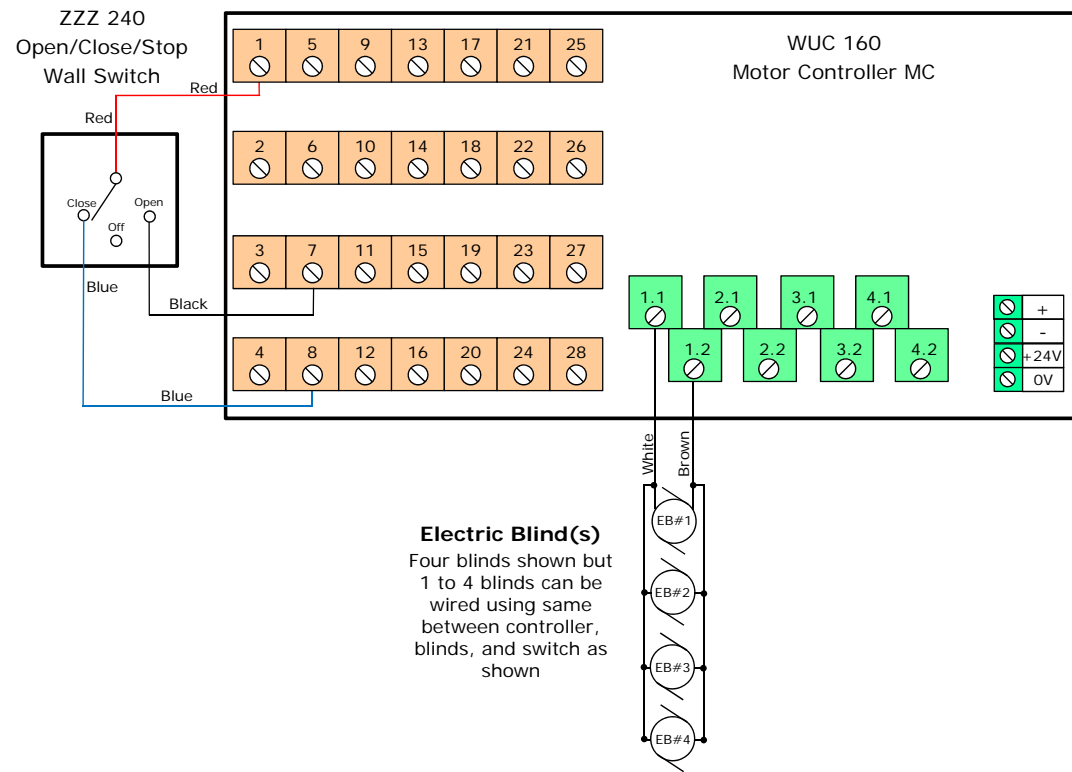 ZZZ 240
Open/Close/Stop
Wall Switch
WUC 160
Motor Controller MC
1 5 9 13 17 21 25
Red
Red
2 6 10 14 18 22 26
Close
Open
Off
3 7 11 15 19 23 27
Blue
Black
4 8 12 16 20 24 28
Blue
1.1 2.1 3.1 4.1
1.2 2.2 3.2 4.2
+
-
+24V
0V
White
Brown
EB#1
EB#2
EB#3
EB#4
Electric Blind(s)
Four blinds shown but
1 to 4 blinds can be
wired using same
between controller,
blinds, and switch as
shown